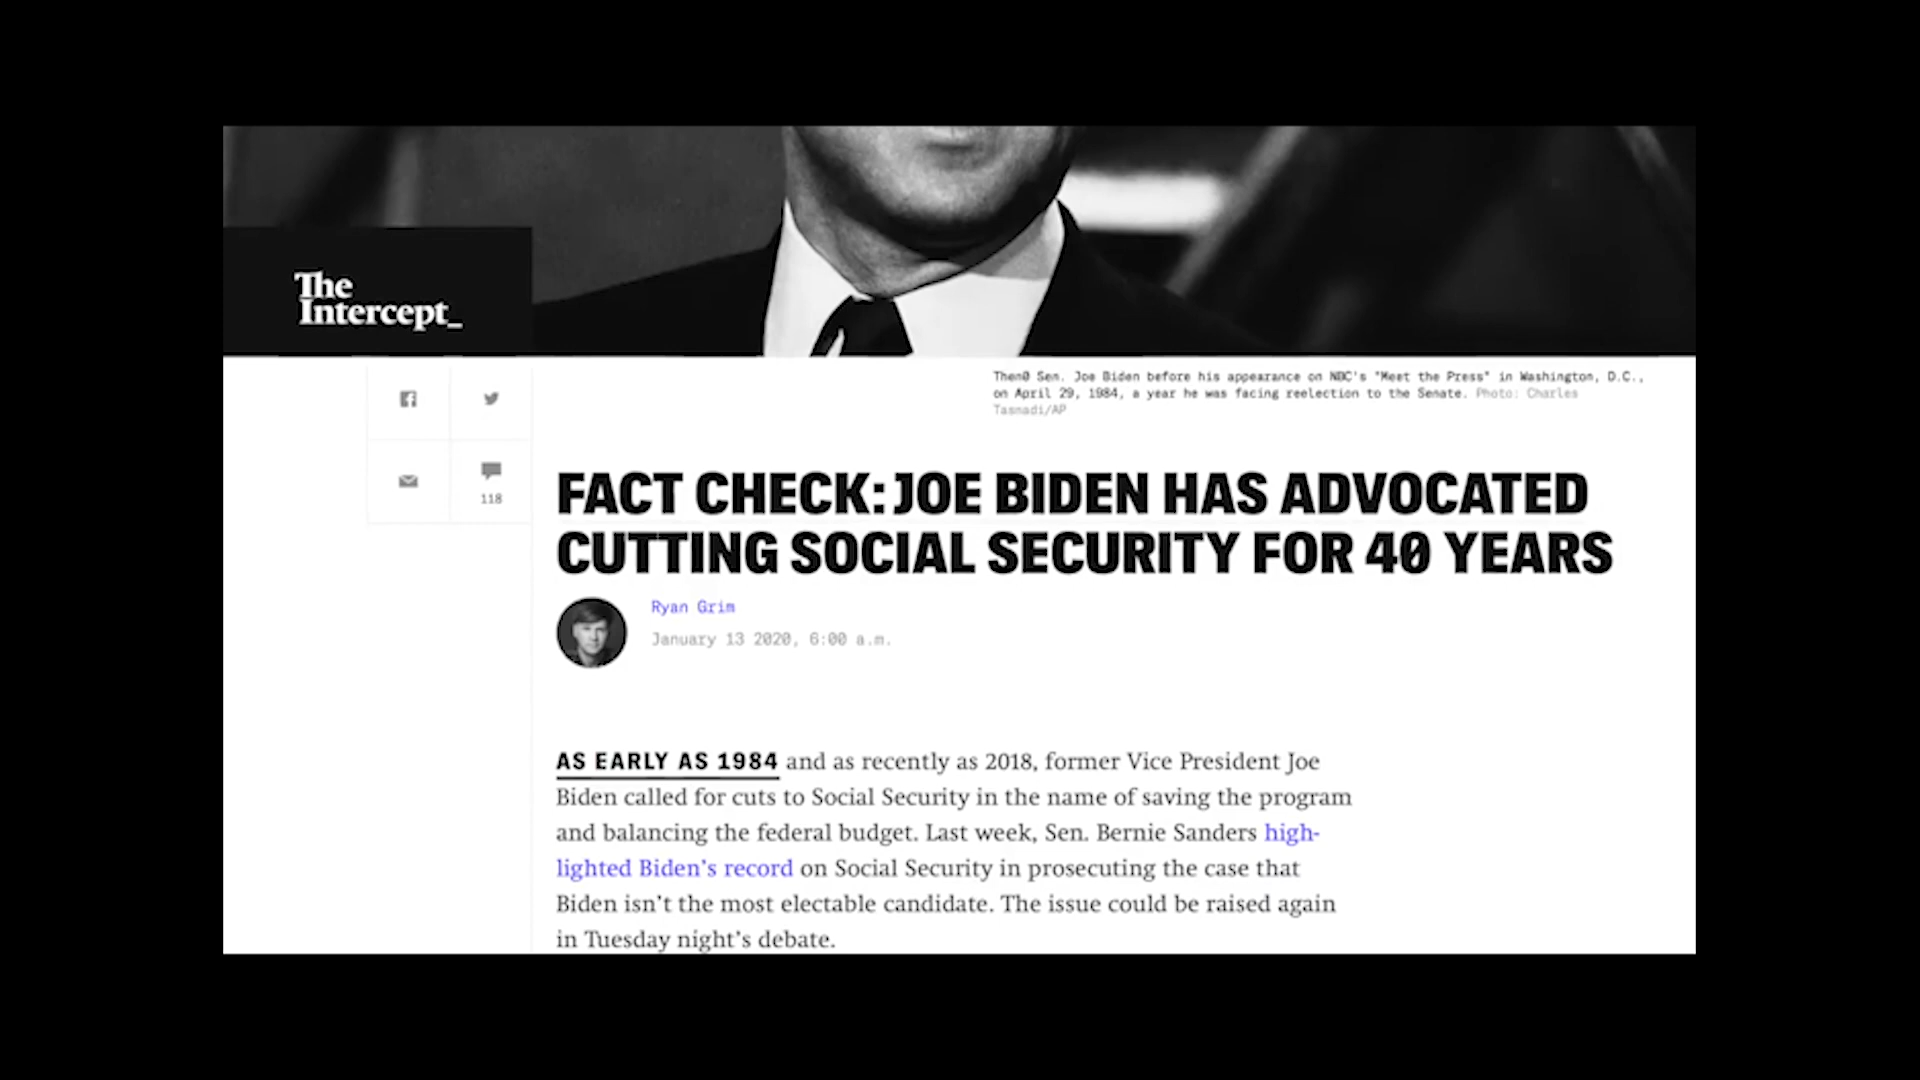 The
Intercept_
Then0 Sen. Joe Biden before his appearance on NBC's "Meet the Press" in Washington, D.C.,
on April 29, 1984, a year he was facing reelection to the Senate. Photo: Charles
Tasnadi/AP
118
FACT CHECK: JOE BIDEN HAS ADVOCATED
CUTTING SOCIAL SECURITY FOR 40 YEARS
Ryan Grim
January 13 2020, 6:00 a.m.
AS EARLY AS 1984 and as recently as 2018, former Vice President Joe
Biden called for cuts to Social Security in the name of saving the program
and balancing the federal budget. Last week, Sen. Bernie Sanders high-
lighted Biden's record on Social Security in prosecuting the case that
Biden isn't the most electable candidate. The issue could be raised again
in Tuesday night's debate.